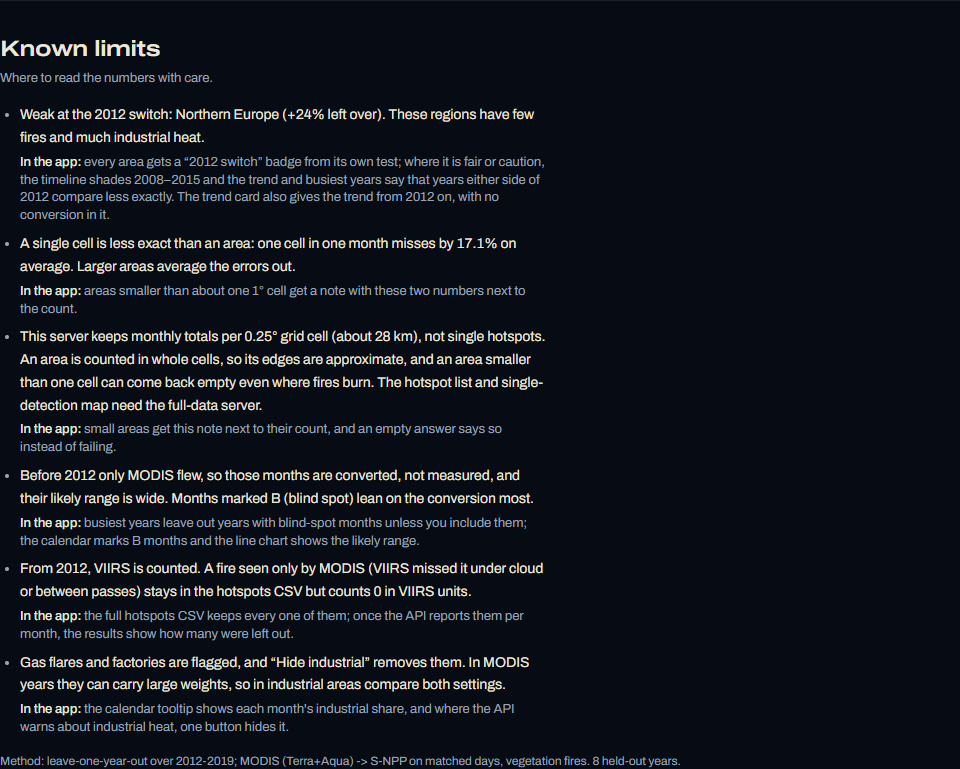 Known limits
Where to read the numbers with care.
• Weak at the 2012 switch: Northern Europe (+24% left over). These regions have few
fires and much industrial heat.
In the app: every area gets a “2012 switch” badge from its own test; where it is fair or caution,
the timeline shades 2008–2015 and the trend and busiest years say that years either side of
2012 compare less exactly. The trend card also gives the trend from 2012 on, with no
conversion in it.
• A single cell is less exact than an area: one cell in one month misses by 17.1% on
average. Larger areas average the errors out.
In the app: areas smaller than about one 1° cell get a note with these two numbers next to
the count.
• This server keeps monthly totals per 0.25° grid cell (about 28 km), not single hotspots.
An area is counted in whole cells, so its edges are approximate, and an area smaller
than one cell can come back empty even where fires burn. The hotspot list and single-
detection map need the full-data server.
In the app: small areas get this note next to their count, and an empty answer says so
instead of failing.
• Before 2012 only MODIS flew, so those months are converted, not measured, and
their likely range is wide. Months marked B (blind spot) lean on the conversion most.
In the app: busiest years leave out years with blind-spot months unless you include them;
the calendar marks B months and the line chart shows the likely range.
• From 2012, VIIRS is counted. A fire seen only by MODIS (VIIRS missed it under cloud
or between passes) stays in the hotspots CSV but counts 0 in VIIRS units.
In the app: the full hotspots CSV keeps every one of them; once the API reports them per
month, the results show how many were left out.
• Gas flares and factories are flagged, and “Hide industrial” removes them. In MODIS
years they can carry large weights, so in industrial areas compare both settings.
In the app: the calendar tooltip shows each month's industrial share, and where the API
warns about industrial heat, one button hides it.
Method: leave-one-year-out over 2012-2019; MODIS (Terra+Aqua) -> S-NPP on matched days, vegetation fires. 8 held-out years.